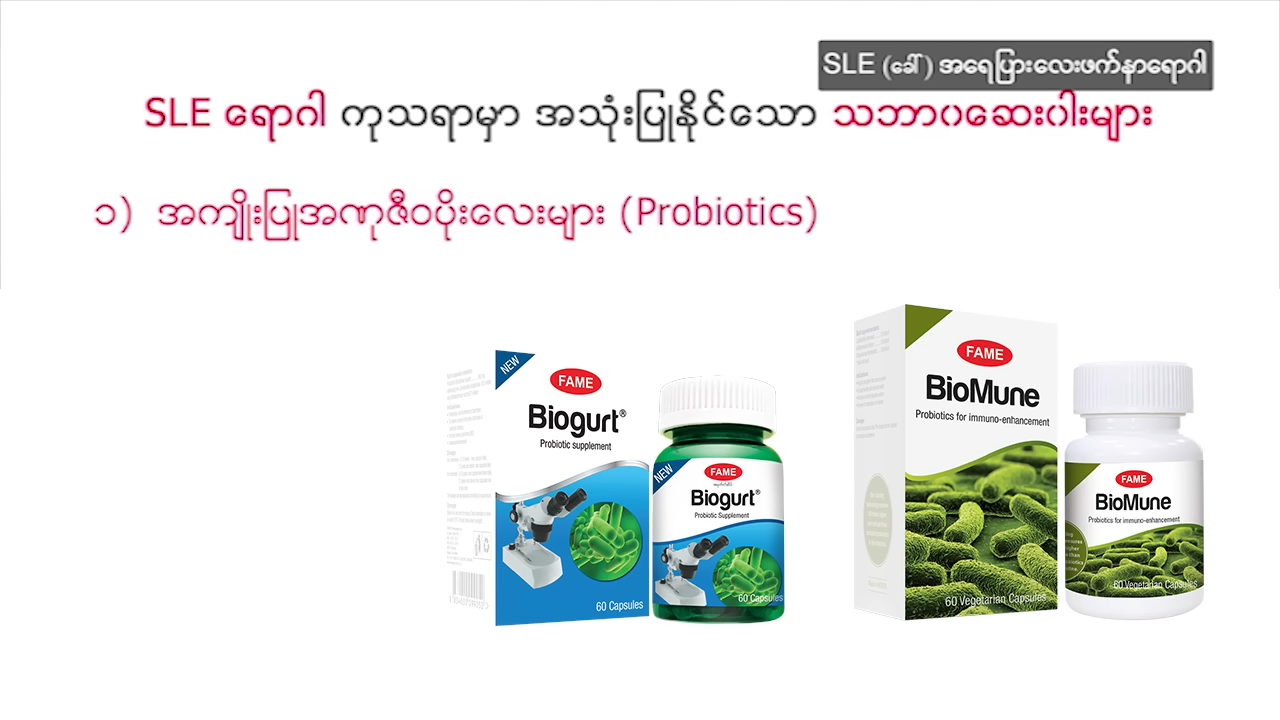 SLE (ခေါ်) အရေပြားလေးဖက်နာရောဂါ
SLE ရောဂါ ကုသရာမှာ အသုံးပြုနိုင်သော သဘာဝဆေးဝါးများ
၁) အကျိုးပြုအဏုဇီဝပိုးလေးများ (Probiotics)
NEW
FAME
Biogurt®
Probiotic supplement
60 Capsules
NEW
FAME
Biogurt®
Probiotic Supplement
60 Capsules
FAME
BioMune
Probiotics for immuno-enhancement
60 Vegetarian Capsules
FAME
BioMune
Probiotics for immuno-enhancement
60 Vegetarian Capsules